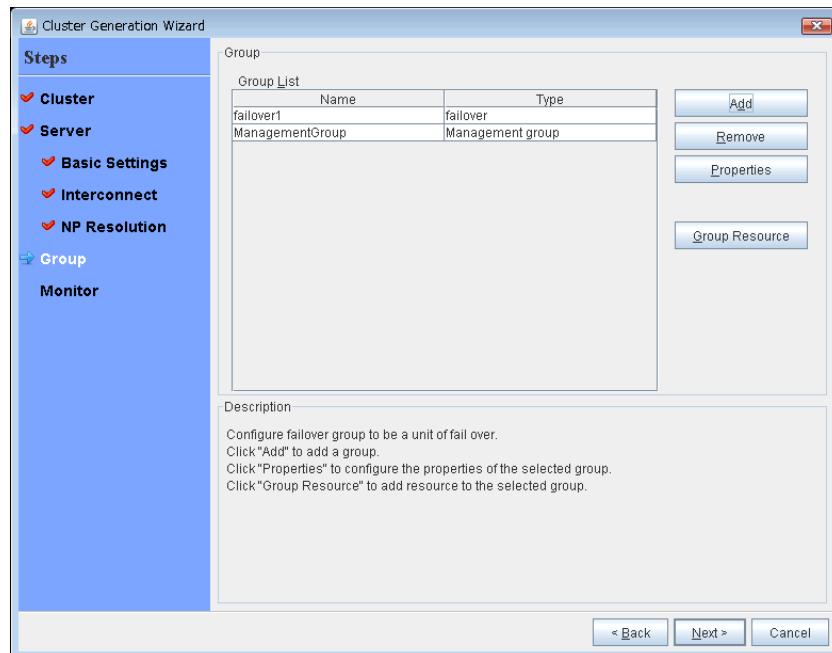 Cluster Generation Wizard
Steps
Cluster
Server
Basic Settings
Interconnect
NP Resolution
Group
Monitor
Group
Group List
Name Type
failover1 failover
ManagementGroup Management group
Add
Remove
Properties
Group Resource
Description
Configure failover group to be a unit of fail over.
Click "Add" to add a group.
Click "Properties" to configure the properties of the selected group.
Click "Group Resource" to add resource to the selected group.
< Back Next > Cancel